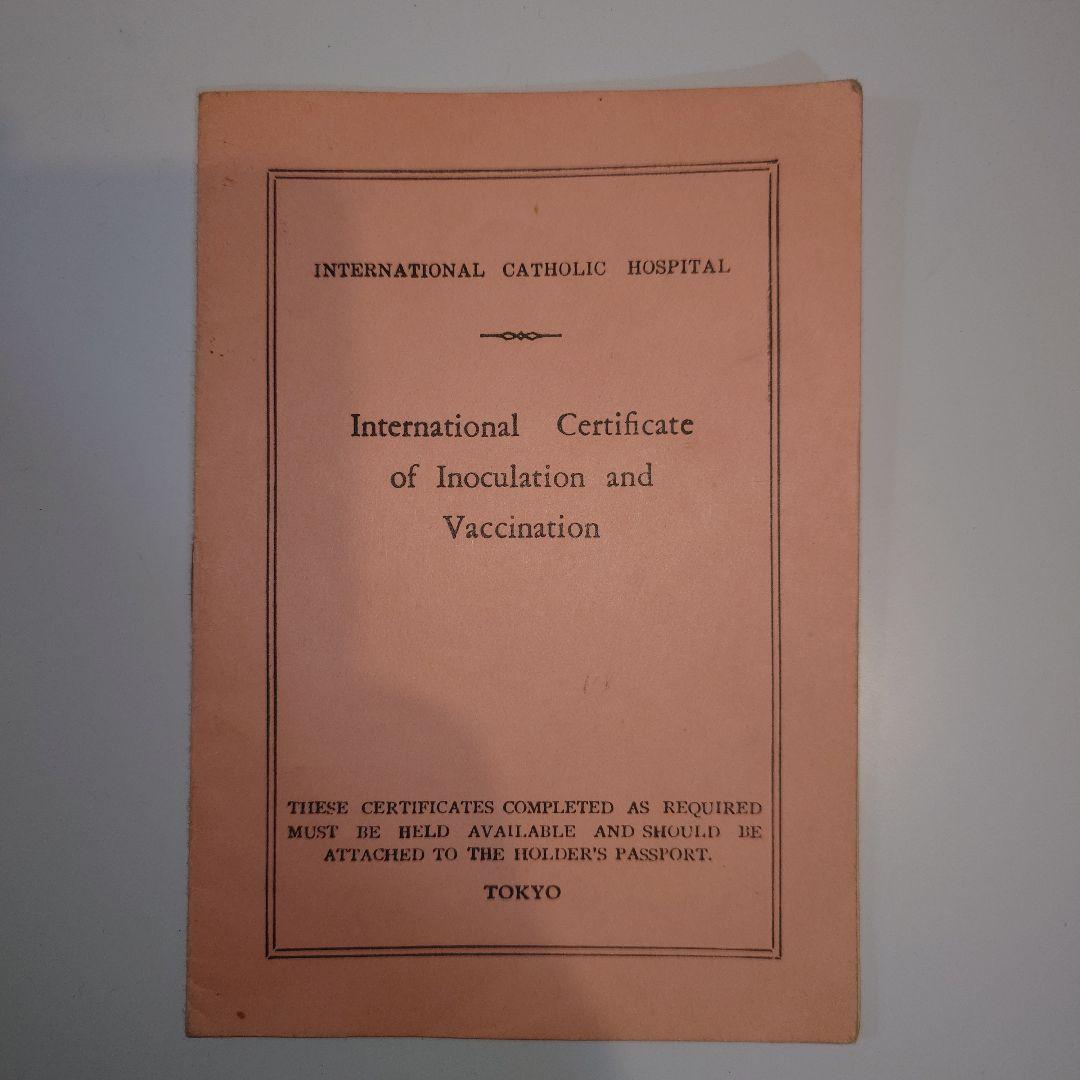 INTERNATIONAL CATHOLIC HOSPITAL
International Certificate
of Inoculation and
Vaccination
THESE CERTIFICATES COMPLETED AS REQUIRED
MUST BE HELD AVAILABLE AND SHOULD BE
ATTACHED TO THE HOLDER'S PASSPORT.
TOKYO